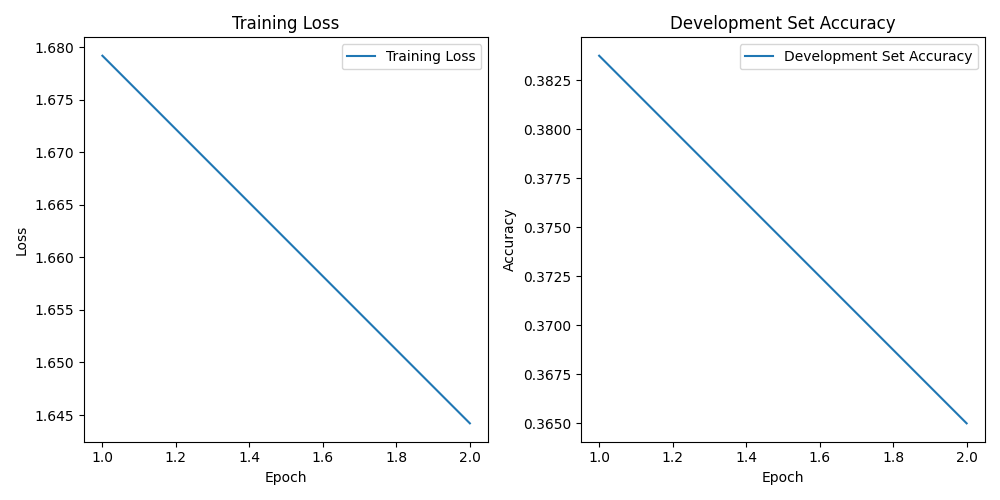 Training Loss
Training Loss
1.680
1.675
1.670
1.665
1.660
1.655
1.650
1.645
Loss
1.0 1.2 1.4 1.6 1.8 2.0
Epoch
Development Set Accuracy
Development Set Accuracy
0.3825
0.3800
0.3775
0.3750
0.3725
0.3700
0.3675
0.3650
Accuracy
1.0 1.2 1.4 1.6 1.8 2.0
Epoch